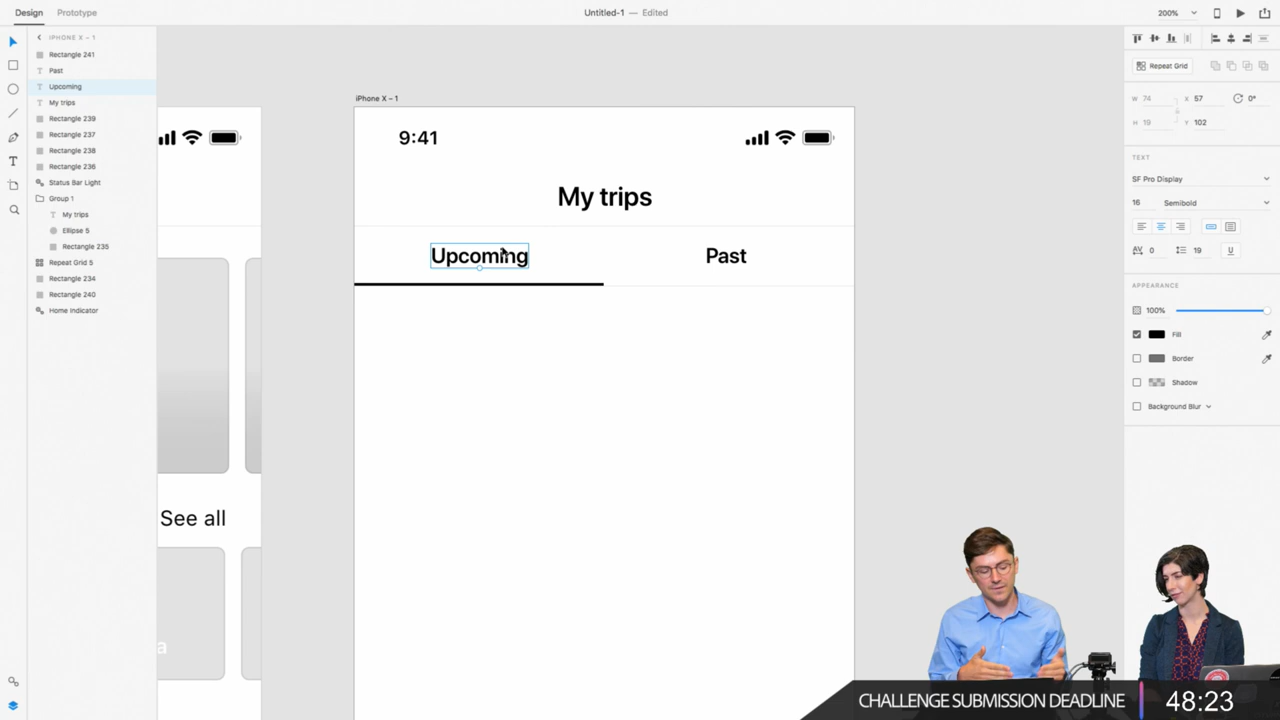 Design Prototype
Untitled-1 — Edited
200%
IPHONE X – 1
Rectangle 241
Past
Upcoming
My trips
Rectangle 239
Rectangle 237
Rectangle 238
Rectangle 236
Status Bar Light
Group 1
My trips
Ellipse 5
Rectangle 235
Repeat Grid 5
Rectangle 234
Rectangle 240
Home Indicator
See all
a
iPhone X – 1
9:41
My trips
Upcoming Past
Repeat Grid
W 74 X 57 0°
H 19 Y 102
TEXT
SF Pro Display
16 Semibold
AV 0 19 U
APPEARANCE
100%
Fill
Border
Shadow
Background Blur
CHALLENGE SUBMISSION DEADLINE 48:23